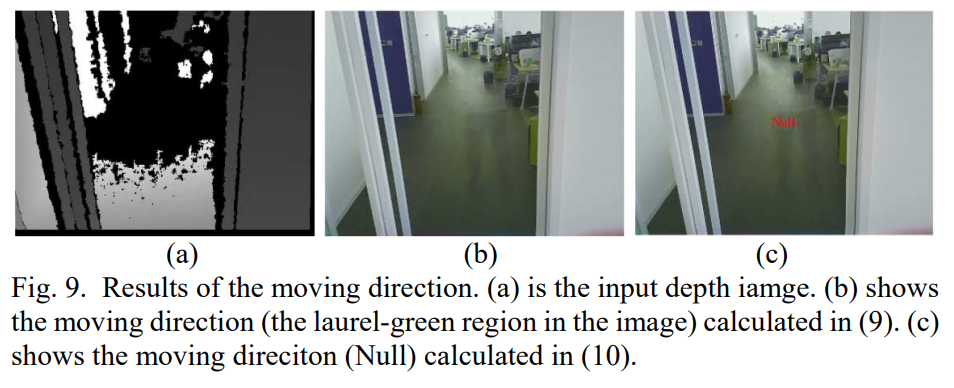 Null
(a)
(b)
(c)
Fig. 9. Results of the moving direction. (a) is the input depth iamge. (b) shows
the moving direction (the laurel-green region in the image) calculated in (9). (c)
shows the moving direciton (Null) calculated in (10).